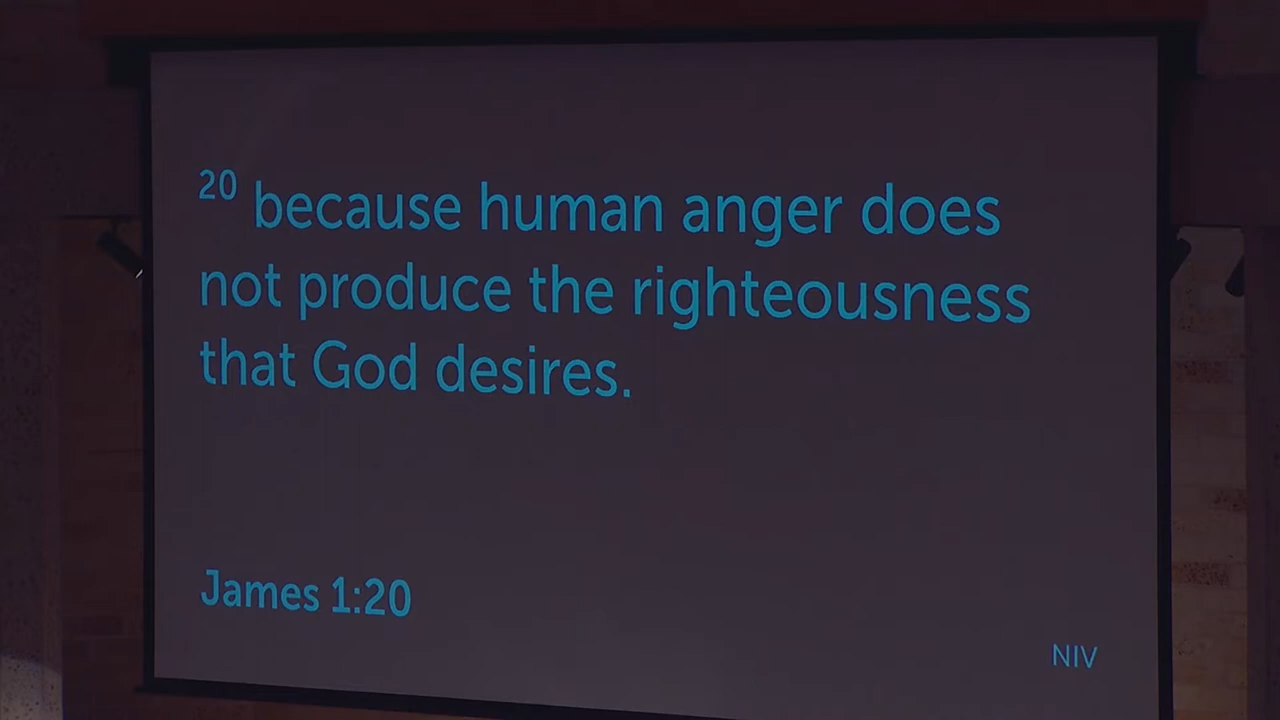 20 because human anger does
not produce the righteousness
that God desires.
James 1:20
NIV